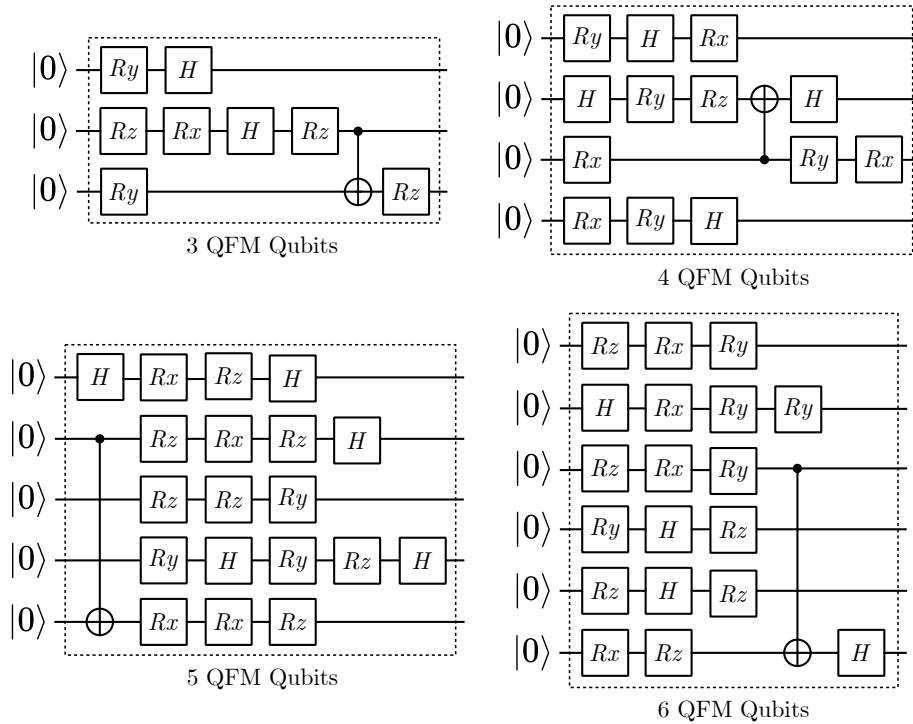 |0⟩ Ry H
|0⟩ Rz Rx H Rz
|0⟩ Ry Rz
3 QFM Qubits
|0⟩ Ry H Rx
|0⟩ H Ry Rz H
|0⟩ Rx Ry Rx
|0⟩ Rx Ry H
4 QFM Qubits
|0⟩ H Rx Rz H
|0⟩ Rz Rx Rz H
|0⟩ Rz Rz Ry
|0⟩ Ry H Ry Rz H
|0⟩ Rx Rx Rz
5 QFM Qubits
|0⟩ Rz Rx Ry
|0⟩ H Rx Ry Ry
|0⟩ Rz Rx Ry
|0⟩ Ry H Rz
|0⟩ Rz H Rz
|0⟩ Rx Rz H
6 QFM Qubits